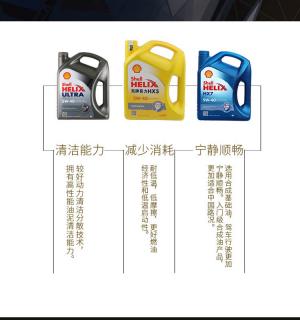 Shell
HELIX
ULTRA
5W-40
Shell
HELIX
HX5
Shell
HELIX
HX7
5W-40
清洁能力
减少消耗
宁静顺畅
较好动力清洁分散技术，
拥有高性能油泥清洁能力。
耐低温，低摩擦，更好燃油
经济性和低温启动性。
选用合成基础油，驾车行驶更加
宁静顺畅。入门级合成油产品，
更加适合中国路况。